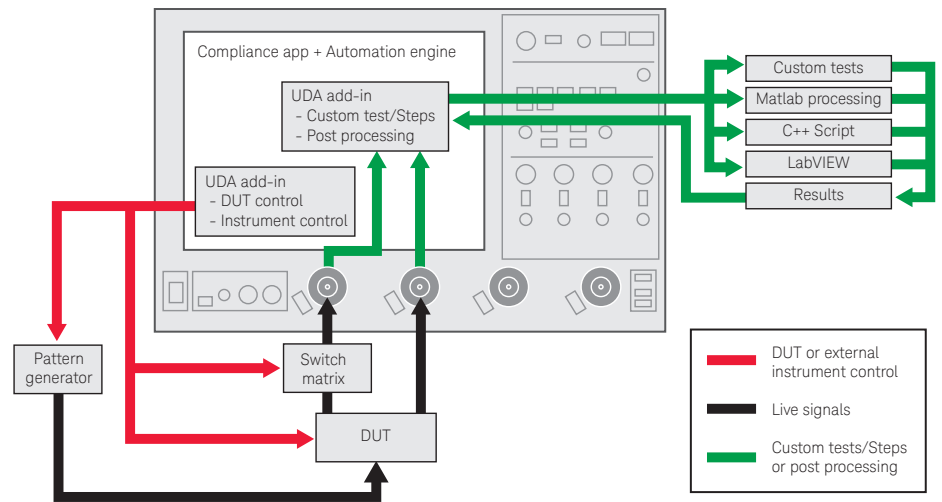 Compliance app + Automation engine
UDA add-in
- Custom test/Steps
- Post processing
UDA add-in
- DUT control
- Instrument control
Custom tests
Matlab processing
C++ Script
LabVIEW
Results
Pattern
generator
Switch
matrix
DUT
DUT or external
instrument control
Live signals
Custom tests/Steps
or post processing